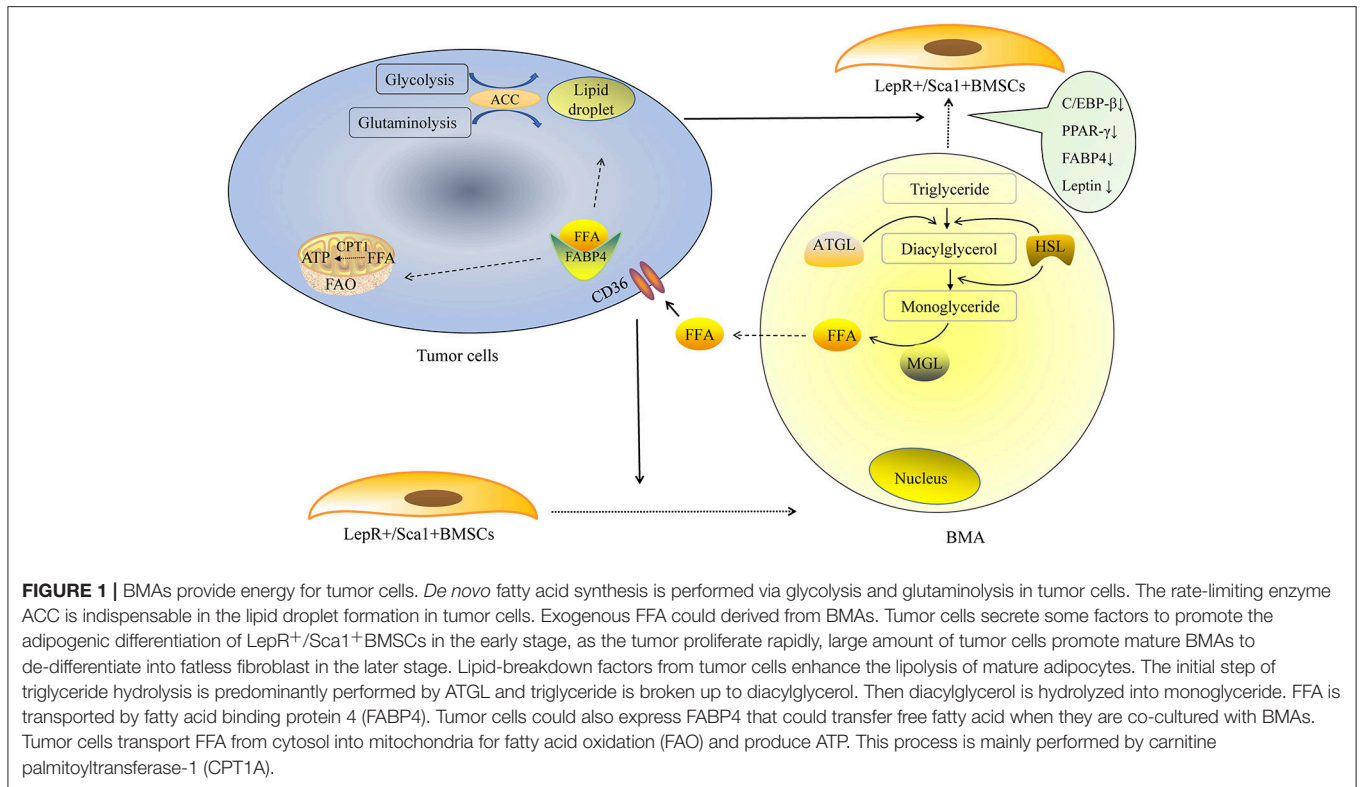 Glycolysis
Glutaminolysis
ACC
Lipid
droplet
FFA
FABP4
CPT1
ATP
FFA
FAO
CD36
Tumor cells
FFA
LepR+/Sca1+BMSCs
C/EBP-β↓
PPAR-γ↓
FABP4↓
Leptin ↓
Triglyceride
ATGL
Diacylglycerol
HSL
Monoglyceride
FFA
MGL
Nucleus
BMA
LepR+/Sca1+BMSCs
FIGURE 1 | BMAs provide energy for tumor cells. De novo fatty acid synthesis is performed via glycolysis and glutaminolysis in tumor cells. The rate-limiting enzyme
ACC is indispensable in the lipid droplet formation in tumor cells. Exogenous FFA could derived from BMAs. Tumor cells secrete some factors to promote the
adipogenic differentiation of LepR+/Sca1+BMSCs in the early stage, as the tumor proliferate rapidly, large amount of tumor cells promote mature BMAs to
de-differentiate into fatless fibroblast in the later stage. Lipid-breakdown factors from tumor cells enhance the lipolysis of mature adipocytes. The initial step of
triglyceride hydrolysis is predominantly performed by ATGL and triglyceride is broken up to diacylglycerol. Then diacylglycerol is hydrolyzed into monoglyceride. FFA is
transported by fatty acid binding protein 4 (FABP4). Tumor cells could also express FABP4 that could transfer free fatty acid when they are co-cultured with BMAs.
Tumor cells transport FFA from cytosol into mitochondria for fatty acid oxidation (FAO) and produce ATP. This process is mainly performed by carnitine
palmitoyltransferase-1 (CPT1A).